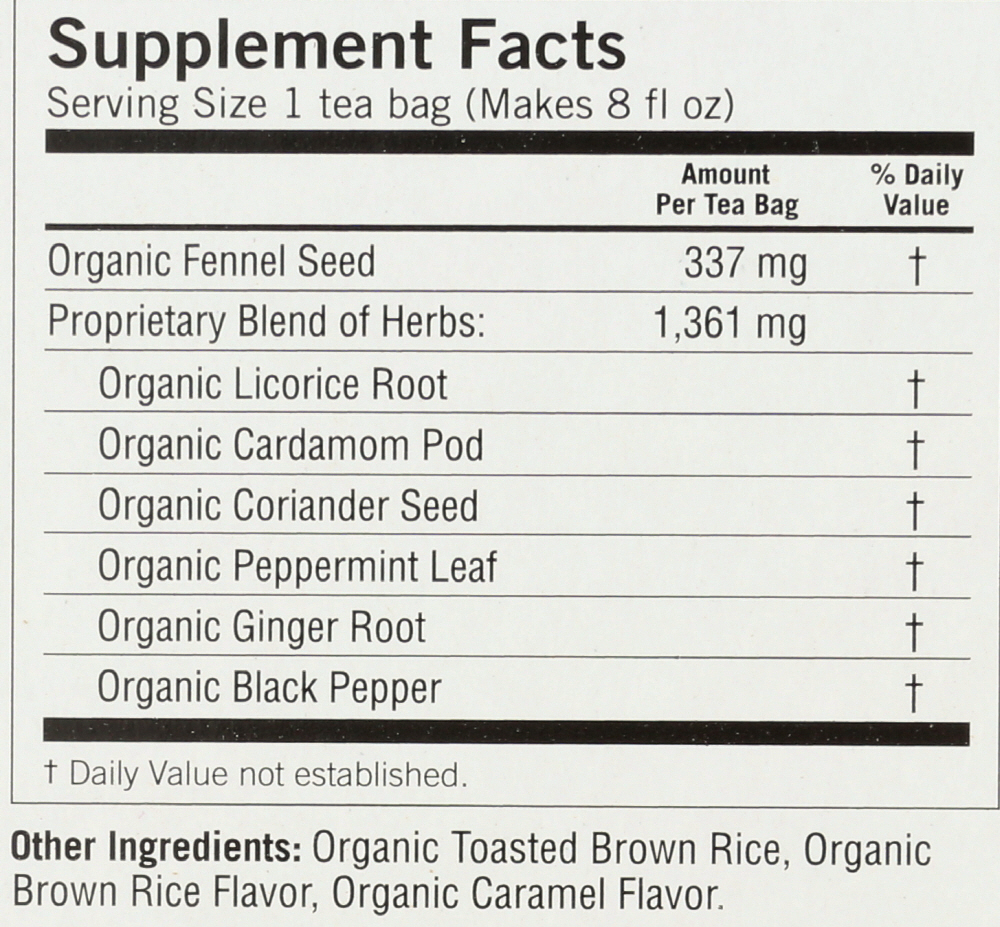 Supplement Facts
Serving Size 1 tea bag (Makes 8 fl oz)
Amount Per Tea Bag % Daily Value
Organic Fennel Seed 337 mg †
Proprietary Blend of Herbs: 1,361 mg
Organic Licorice Root †
Organic Cardamom Pod †
Organic Coriander Seed †
Organic Peppermint Leaf †
Organic Ginger Root †
Organic Black Pepper †
† Daily Value not established.
Other Ingredients: Organic Toasted Brown Rice, Organic
Brown Rice Flavor, Organic Caramel Flavor.